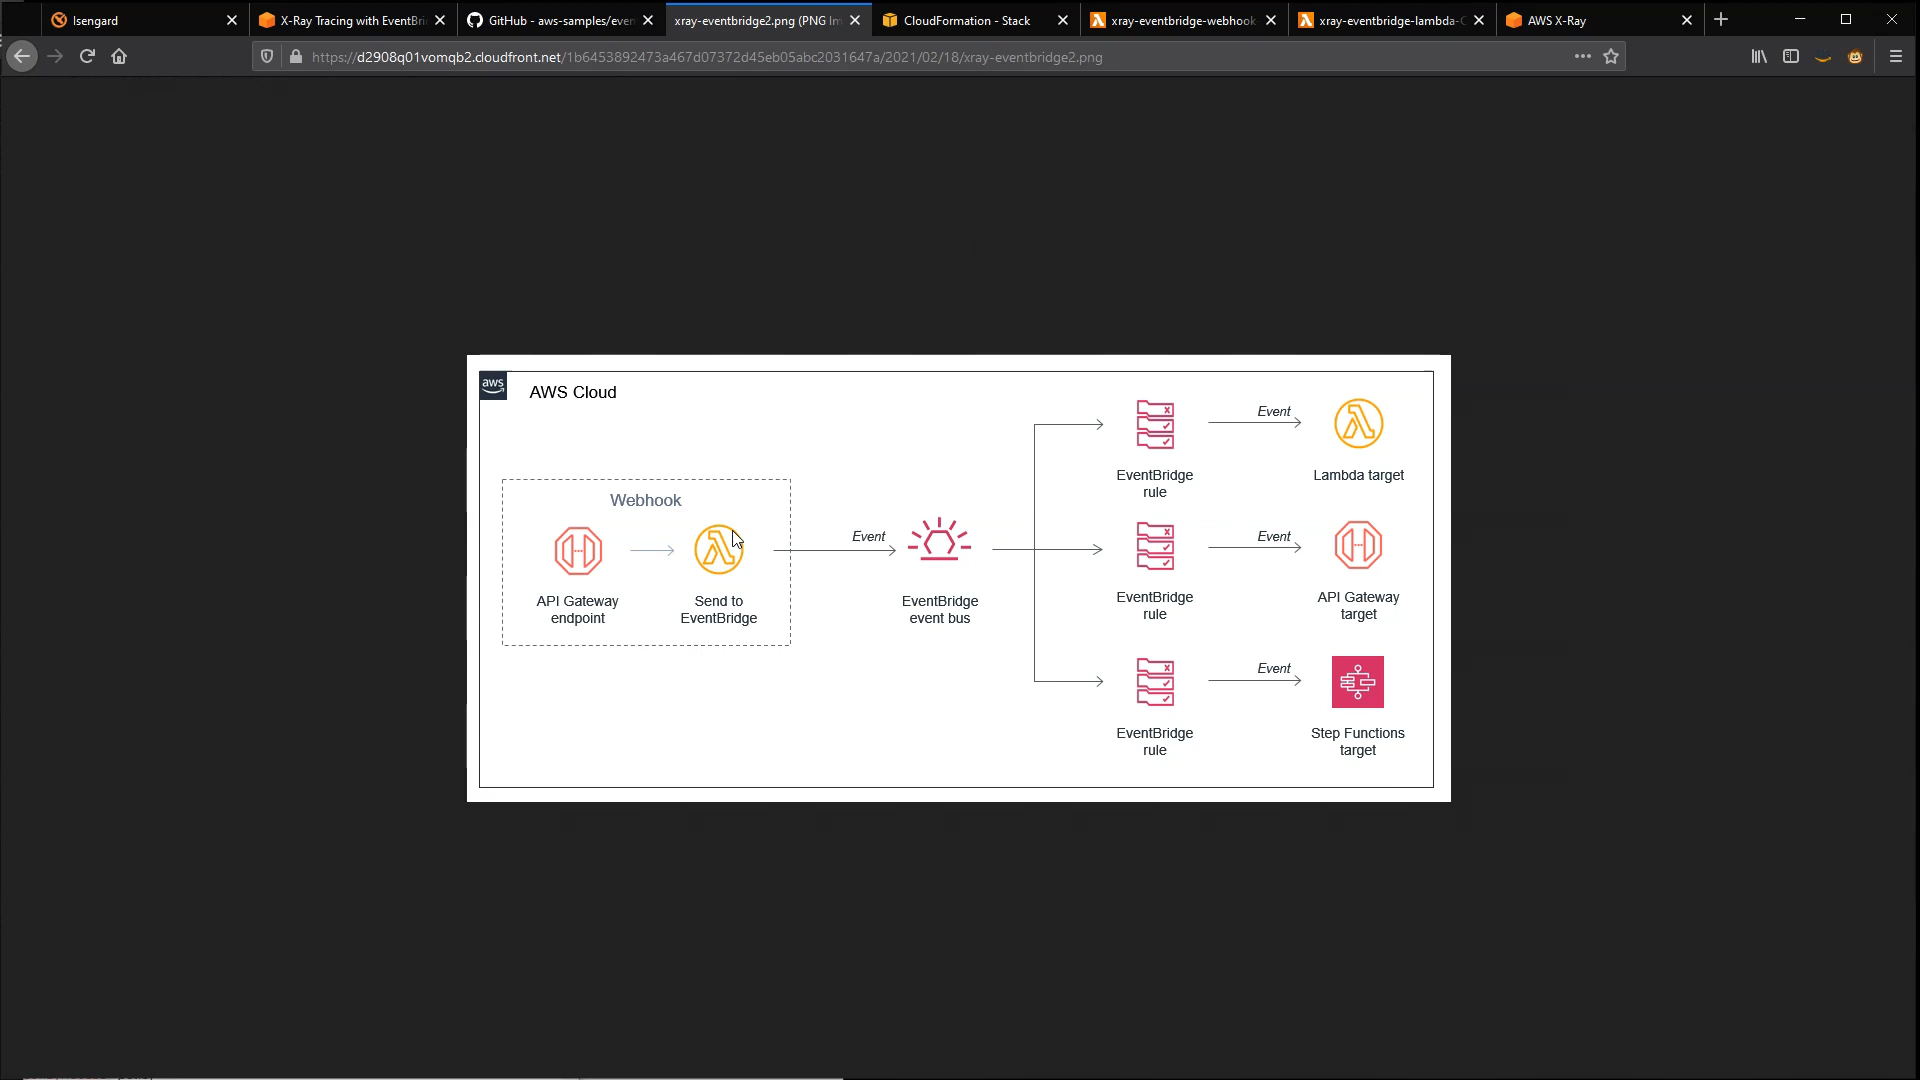 Isengard
X-Ray Tracing with EventBri
GitHub - aws-samples/even
xray-eventbridge2.png (PNG Im
CloudFormation - Stack
xray-eventbridge-webhook
xray-eventbridge-lambda-C
AWS X-Ray
https://d2908q01vomqb2.cloudfront.net/1b6453892473a467d07372d45eb05abc2031647a/2021/02/18/xray-eventbridge2.png
aws
AWS Cloud
Webhook
API Gateway
endpoint
Send to
EventBridge
Event
EventBridge
event bus
EventBridge
rule
Event
Lambda target
EventBridge
rule
Event
API Gateway
target
EventBridge
rule
Event
Step Functions
target